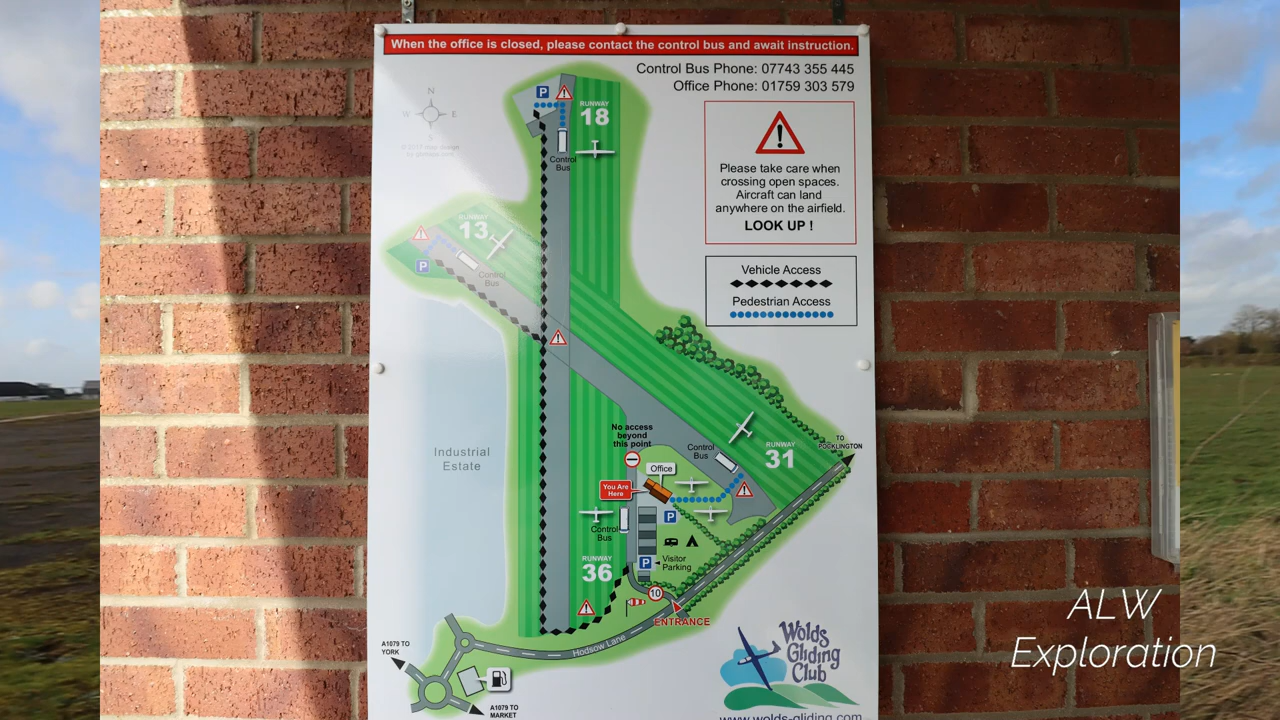 When the office is closed, please contact the control bus and await instruction.
Control Bus Phone: 07743 355 445
Office Phone: 01759 303 579
N
W
E
S
P
RUNWAY
18
Control
Bus
Please take care when
crossing open spaces.
Aircraft can land
anywhere on the airfield.
LOOK UP !
RUNWAY
13
P
Control
Bus
Vehicle Access
Pedestrian Access
Industrial
Estate
No access
beyond
this point
Control
Bus
RUNWAY
31
TO
POCKLINGTON
Office
You Are
Here
P
Control
Bus
RUNWAY
36
P
Visitor
Parking
10
ENTRANCE
Hodsow Lane
A1079 TO
YORK
A1079 TO
MARKET
Wolds
Gliding
Club
www.wolds-gliding.com
ALW
Exploration